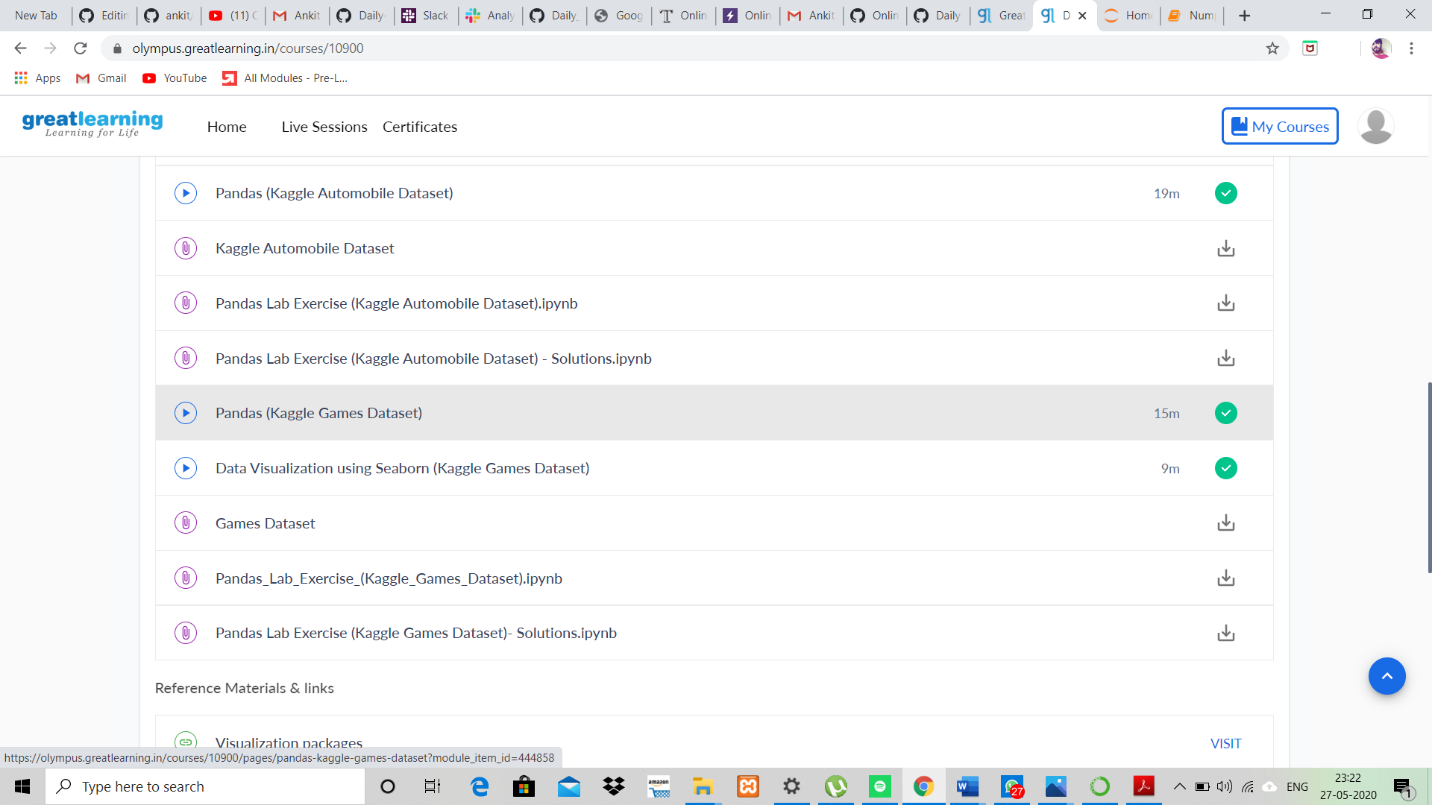 New Tab Editin ankit, (11) C Ankit Daily- Slack Analy Daily_ Goog Onlin Onlin Ankit Onlin Daily Great D Hom Nump
olympus.greatlearning.in/courses/10900
Apps Gmail YouTube All Modules - Pre-L...
greatlearning
Learning for Life
Home Live Sessions Certificates My Courses
Pandas (Kaggle Automobile Dataset) 19m
Kaggle Automobile Dataset
Pandas Lab Exercise (Kaggle Automobile Dataset).ipynb
Pandas Lab Exercise (Kaggle Automobile Dataset) - Solutions.ipynb
Pandas (Kaggle Games Dataset) 15m
Data Visualization using Seaborn (Kaggle Games Dataset) 9m
Games Dataset
Pandas_Lab_Exercise_(Kaggle_Games_Dataset).ipynb
Pandas Lab Exercise (Kaggle Games Dataset)- Solutions.ipynb
Reference Materials & links
Visualization packages VISIT
https://olympus.greatlearning.in/courses/10900/pages/pandas-kaggle-games-dataset?module_item_id=444858
Type here to search amazon 27 ENG 23:22
27-05-2020 1